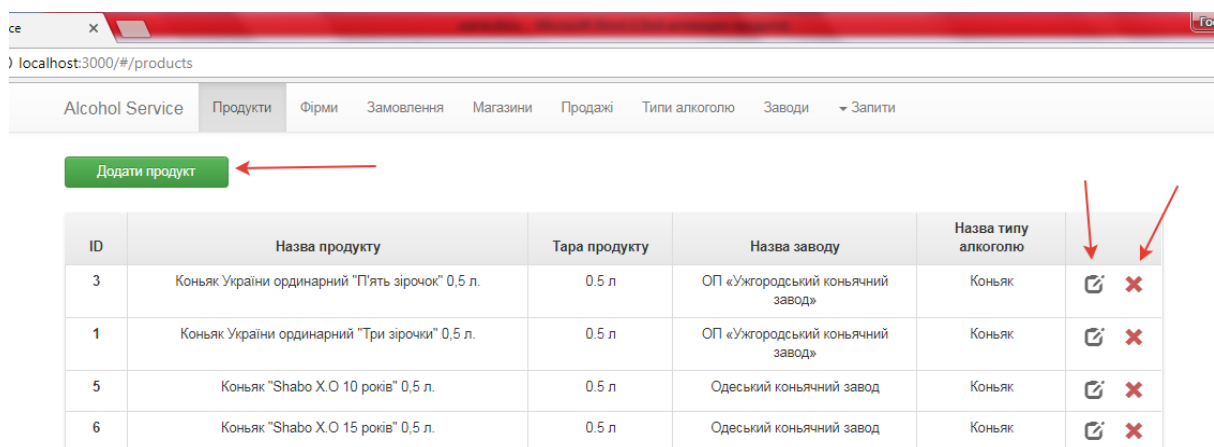 ce
localhost:3000/#/products
Alcohol Service Продукти Фірми Замовлення Магазини Продажі Типи алкоголю Заводи Запити
Додати продукт
ID Назва продукту Тара продукту Назва заводу Назва типу алкоголю
3 Коньяк України ординарний "П'ять зірочок" 0,5 л. 0.5 л ОП «Ужгородський коньячний завод» Коньяк
1 Коньяк України ординарний "Три зірочки" 0,5 л. 0.5 л ОП «Ужгородський коньячний завод» Коньяк
5 Коньяк "Shabo X.O 10 років" 0,5 л. 0.5 л Одеський коньячний завод Коньяк
6 Коньяк "Shabo X.O 15 років" 0,5 л. 0.5 л Одеський коньячний завод Коньяк